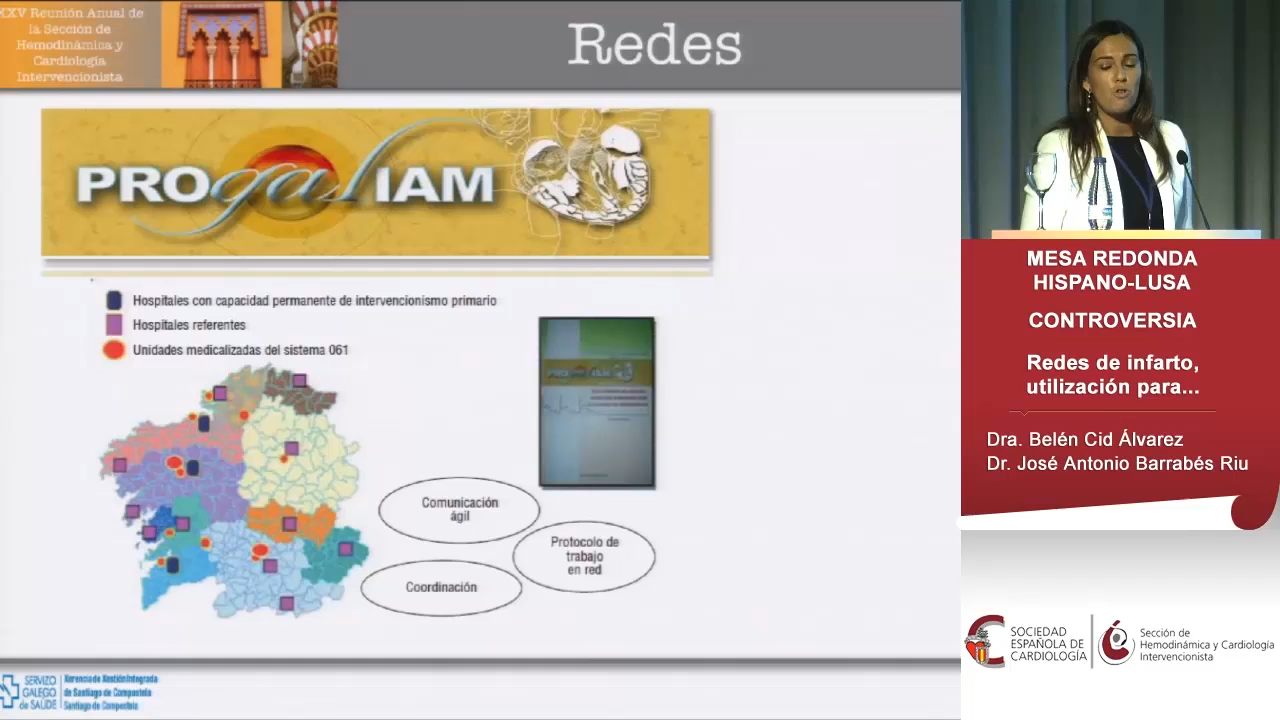 XXV Reunión Anual de
la Sección de
Hemodinámica y
Cardiología
Intervencionista
Redes
PROgaLIAM
Hospitales con capacidad permanente de intervencionismo primario
Hospitales referentes
Unidades medicalizadas del sistema 061
PROgaLIAM
Comunicación
ágil
Protocolo de
trabajo
en red
Coordinación
SERVIZO
GALEGO
de SAÚDE
Xerencia de Xestión Integrada
de Santiago de Compostela
Santiago de Compostela
MESA REDONDA
HISPANO-LUSA
CONTROVERSIA
Redes de infarto,
utilización para...
Dra. Belén Cid Álvarez
Dr. José Antonio Barrabés Riu
SOCIEDAD
ESPAÑOLA DE
CARDIOLOGÍA
Sección de
Hemodinámica y Cardiología
Intervencionista